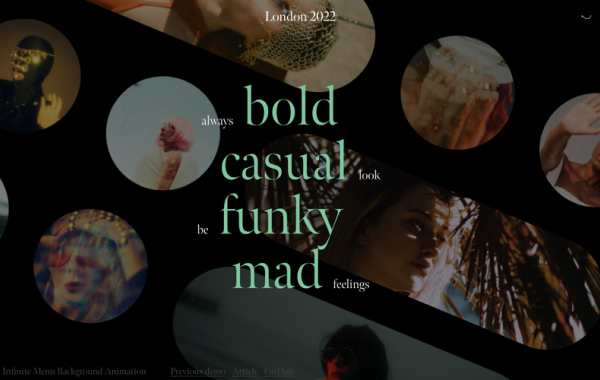 London 2022
always bold
casual look
be funky
mad feelings
Infinite Menu Background Animation Previous demo Article GitHub